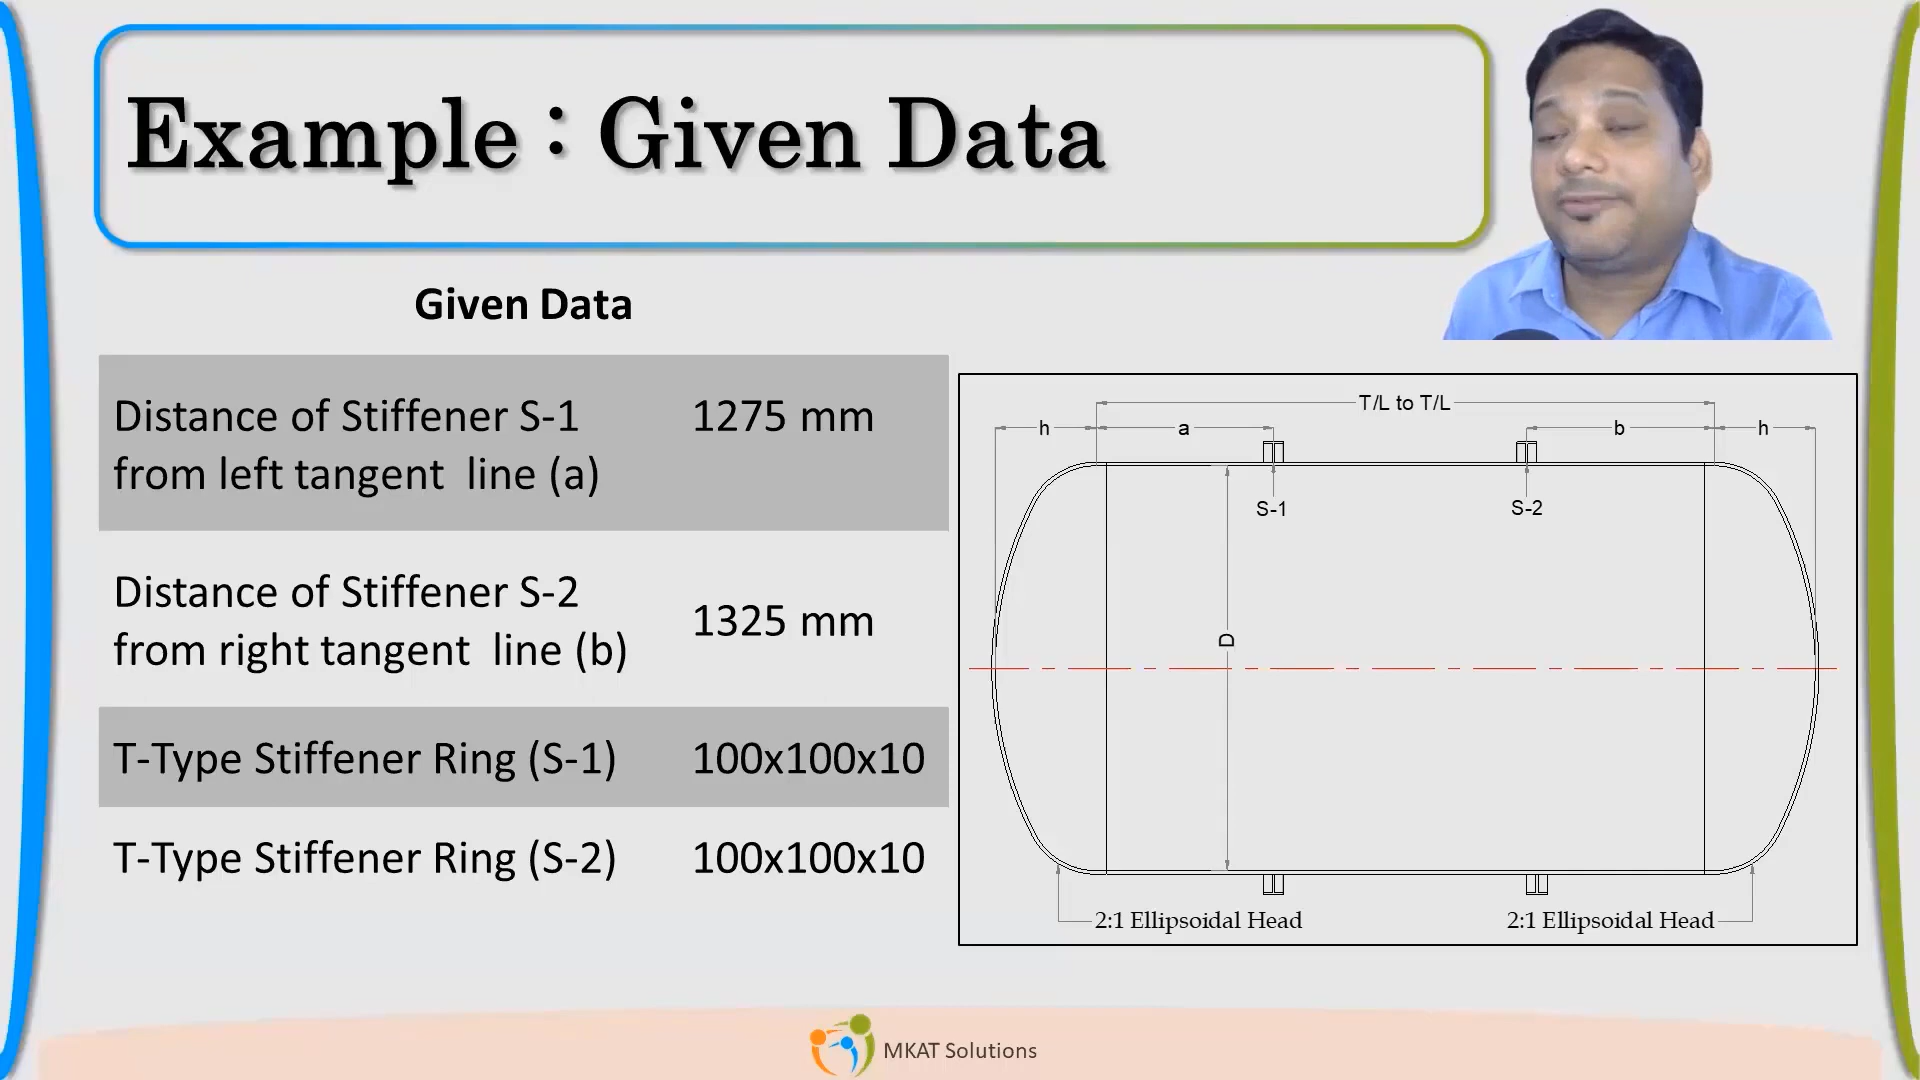 Example : Given Data
Given Data
Distance of Stiffener S-1 1275 mm
from left tangent line (a)
Distance of Stiffener S-2
from right tangent line (b) 1325 mm
T-Type Stiffener Ring (S-1) 100x100x10
T-Type Stiffener Ring (S-2) 100x100x10
T/L to T/L
h a b h
S-1 S-2
D
2:1 Ellipsoidal Head 2:1 Ellipsoidal Head
MKAT Solutions